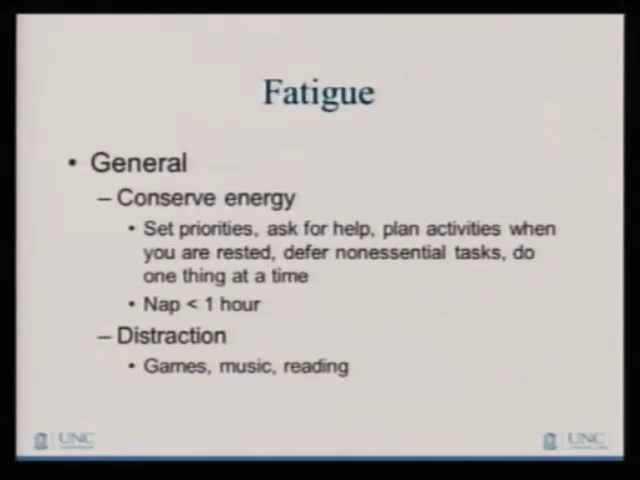 Fatigue
• General
– Conserve energy
• Set priorities, ask for help, plan activities when
you are rested, defer nonessential tasks, do
one thing at a time
• Nap < 1 hour
– Distraction
• Games, music, reading
UNC
UNC